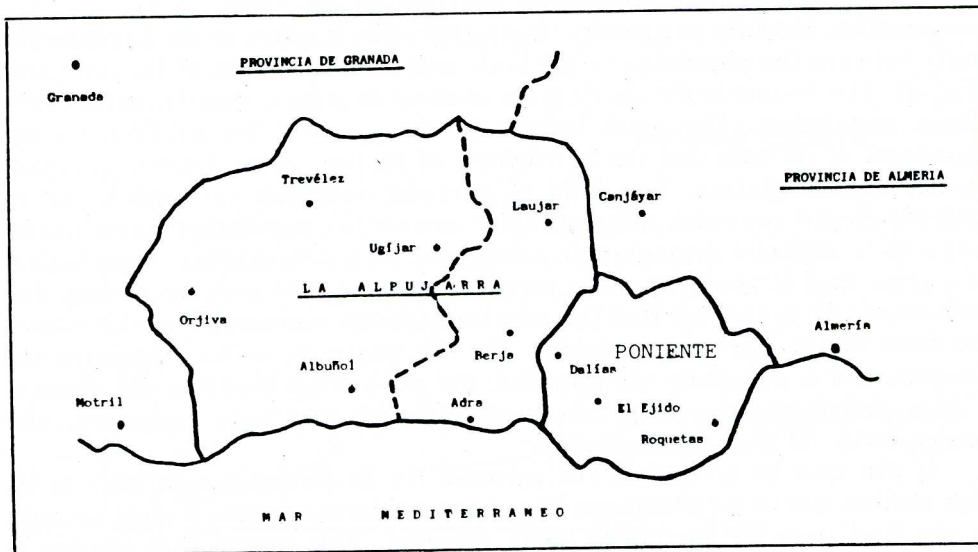 PROVINCIA DE GRANADA
Granada
Trevélez
PROVINCIA DE ALMERIA
Laujar
Canjáyar
Ugíjar
LA ALPUJARRA
Orjiva
Almería
Berja
PONIENTE
Albuñol
Dalías
Motril
Adra
El Ejido
Roquetas
MAR MEDITERRANEO